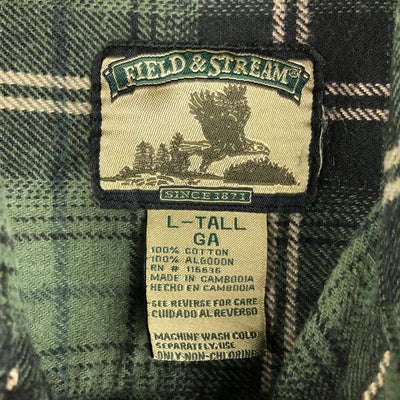 FIELD & STREAM®
SINCE 1871
L-TALL
GA
100% COTTON
100% ALGODON
RN # 116636
MADE IN CAMBODIA
HECHO EN CAMBODIA
SEE REVERSE FOR CARE
CUIDADO AL REVERSO
MACHINE WASH COLD
SEPARATELY, USE
ONLY NON-CHLORINE